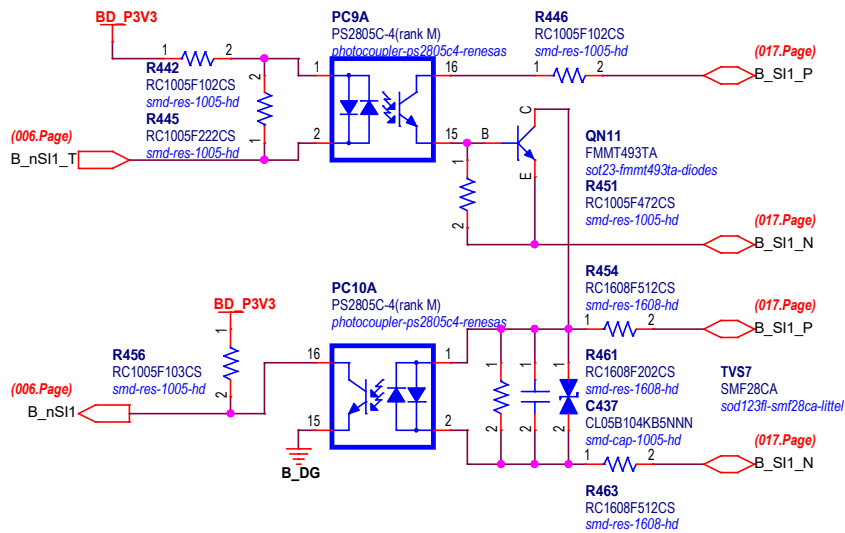 BD_P3V3
PC9A
PS2805C-4(rank M)
photocoupler-ps2805c4-renesas
R446
RC1005F102CS
smd-res-1005-hd
(017.Page)
B_SI1_P
1
2
R442
RC1005F102CS
smd-res-1005-hd
1
16
1
2
2
1
R445
RC1005F222CS
smd-res-1005-hd
(006.Page)
B_nSI1_T
2
15
B
C
E
QN11
FMMT493TA
sot23-fmmt493ta-diodes
1
2
R451
RC1005F472CS
smd-res-1005-hd
(017.Page)
B_SI1_N
R454
RC1608F512CS
smd-res-1608-hd
(017.Page)
1
2
B_SI1_P
BD_P3V3
PC10A
PS2805C-4(rank M)
photocoupler-ps2805c4-renesas
R456
RC1005F103CS
smd-res-1005-hd
1
2
(006.Page)
B_nSI1
16
1
15
2
B_DG
1
2
1
2
1
2
R461
RC1608F202CS
smd-res-1608-hd
C437
CL05B104KB5NNN
smd-cap-1005-hd
TVS7
SMF28CA
sod123fl-smf28ca-littel
(017.Page)
1
2
B_SI1_N
R463
RC1608F512CS
smd-res-1608-hd